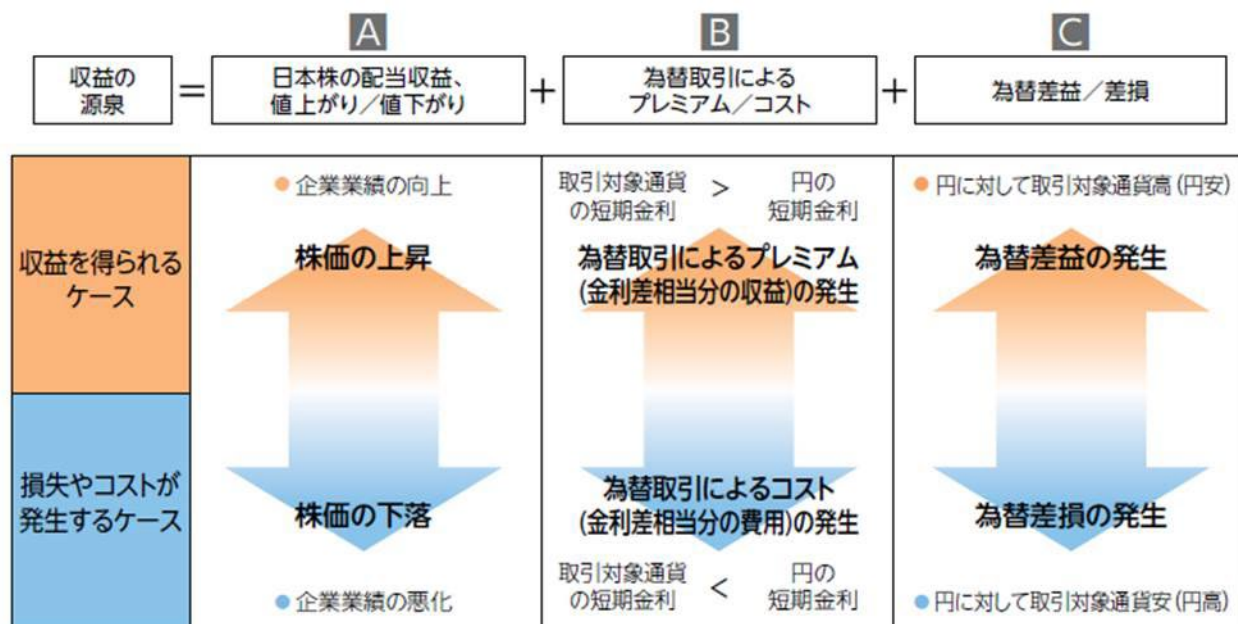 A
B
C
収益の
源泉
=
日本株の配当収益、
値上がり／値下がり
+
為替取引による
プレミアム／コスト
+
為替差益／差損
収益を得られる
ケース
●企業業績の向上
株価の上昇
取引対象通貨
の短期金利
>
円の
短期金利
為替取引によるプレミアム
(金利差相当分の収益)の発生
●円に対して取引対象通貨高(円安)
為替差益の発生
損失やコストが
発生するケース
株価の下落
●企業業績の悪化
為替取引によるコスト
(金利差相当分の費用)の発生
取引対象通貨
の短期金利
<
円の
短期金利
為替差損の発生
●円に対して取引対象通貨安(円高)